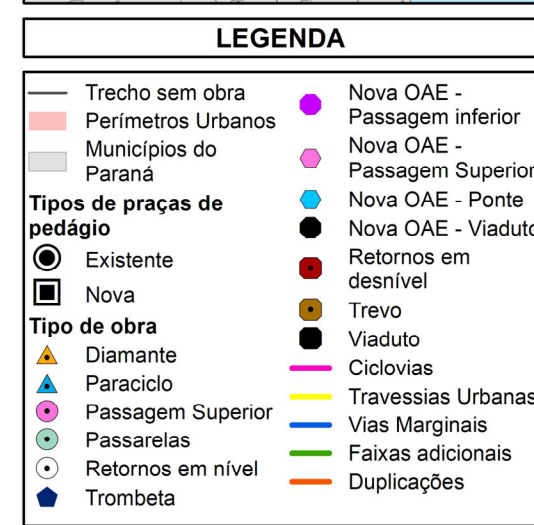 LEGENDA
Trecho sem obra
Perímetros Urbanos
Municípios do
Paraná
Tipos de praças de
pedágio
Existente
Nova
Tipo de obra
Diamante
Paraciclo
Passagem Superior
Passarelas
Retornos em nível
Trombeta
Nova OAE -
Passagem inferior
Nova OAE -
Passagem Superior
Nova OAE - Ponte
Nova OAE - Viaduto
Retornos em
desnível
Trevo
Viaduto
Ciclovias
Travessias Urbanas
Vias Marginais
Faixas adicionais
Duplicações